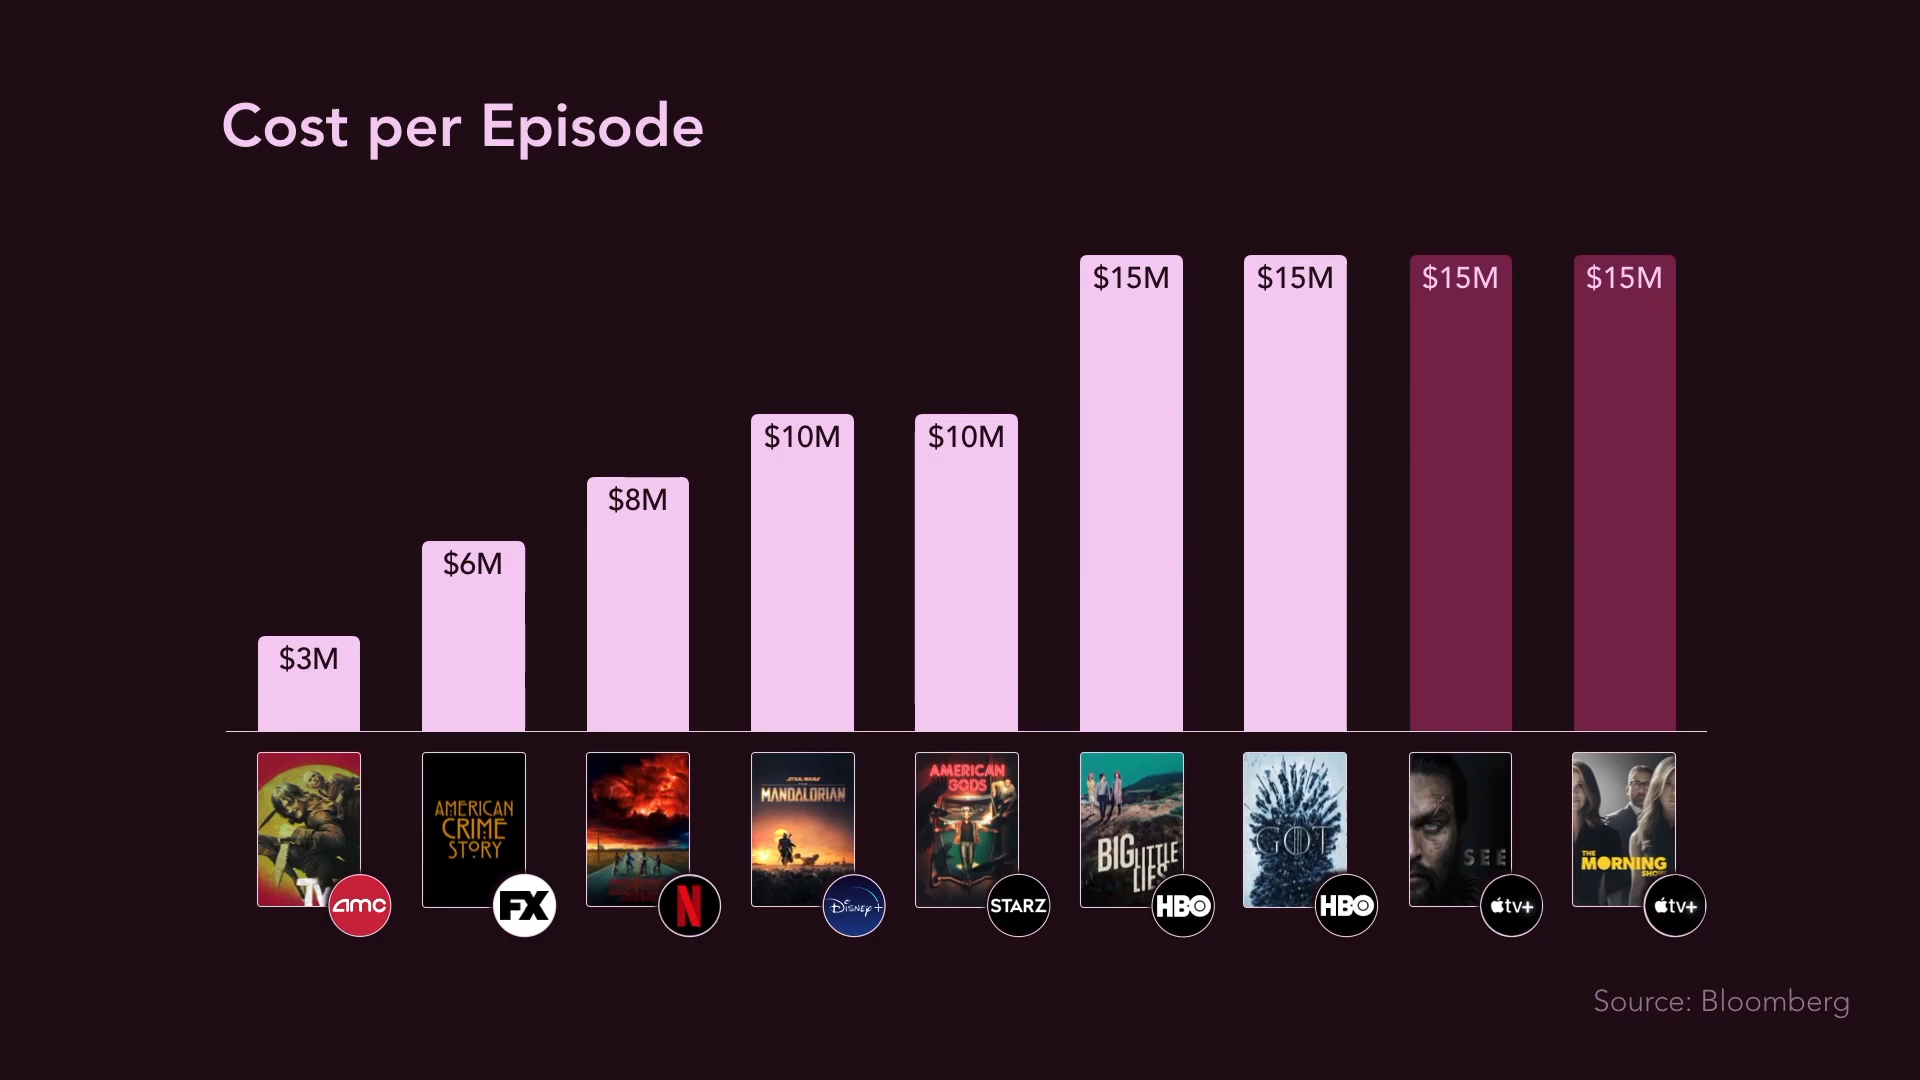 Cost per Episode
$3M
$6M
$8M
$10M
$10M
$15M
$15M
$15M
$15M
AMERICAN
CRIME
STORY
STAR WARS
MANDALORIAN
AMERICAN
GODS
BIG LITTLE
LIES
GOT
SEE
THE
MORNING
SHOW
amc
FX
N
Disney+
STARZ
HBO
HBO
tv+
tv+
Source: Bloomberg